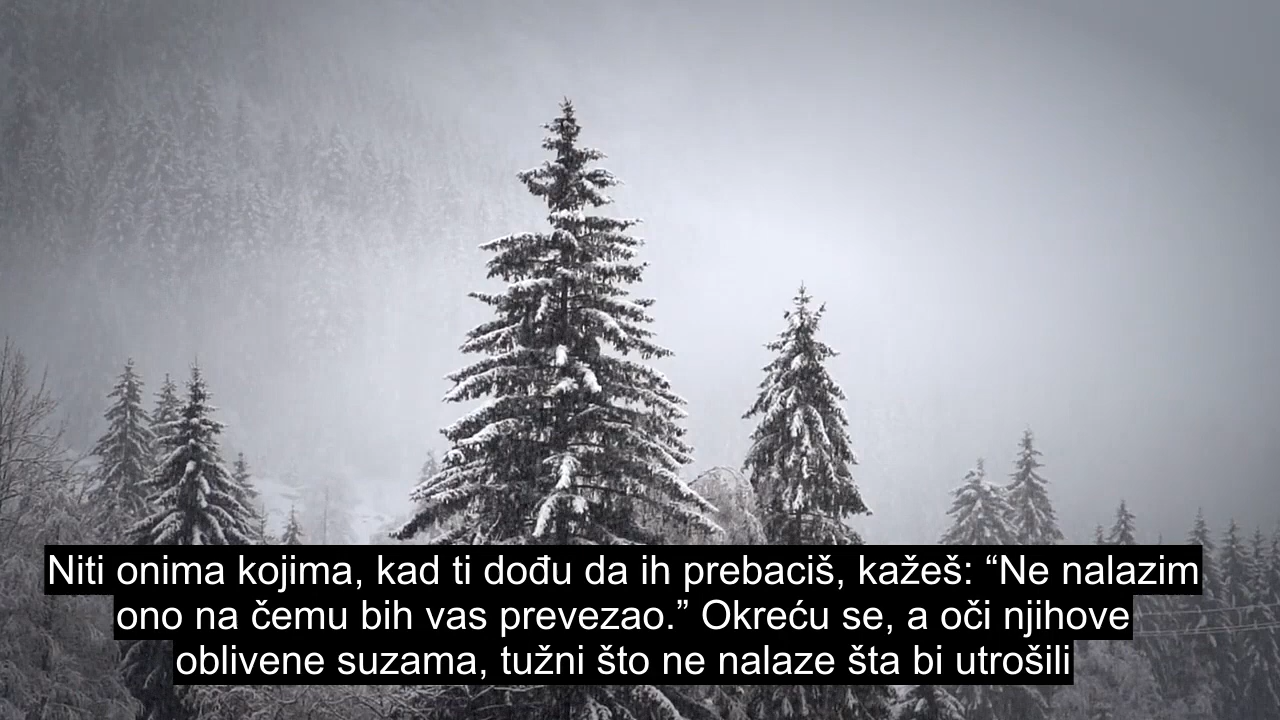 Niti onima kojima, kad ti dođu da ih prebaciš, kažeš: “Ne nalazim
ono na čemu bih vas prevezao.” Okreću se, a oči njihove
oblivene suzama, tužni što ne nalaze šta bi utrošili